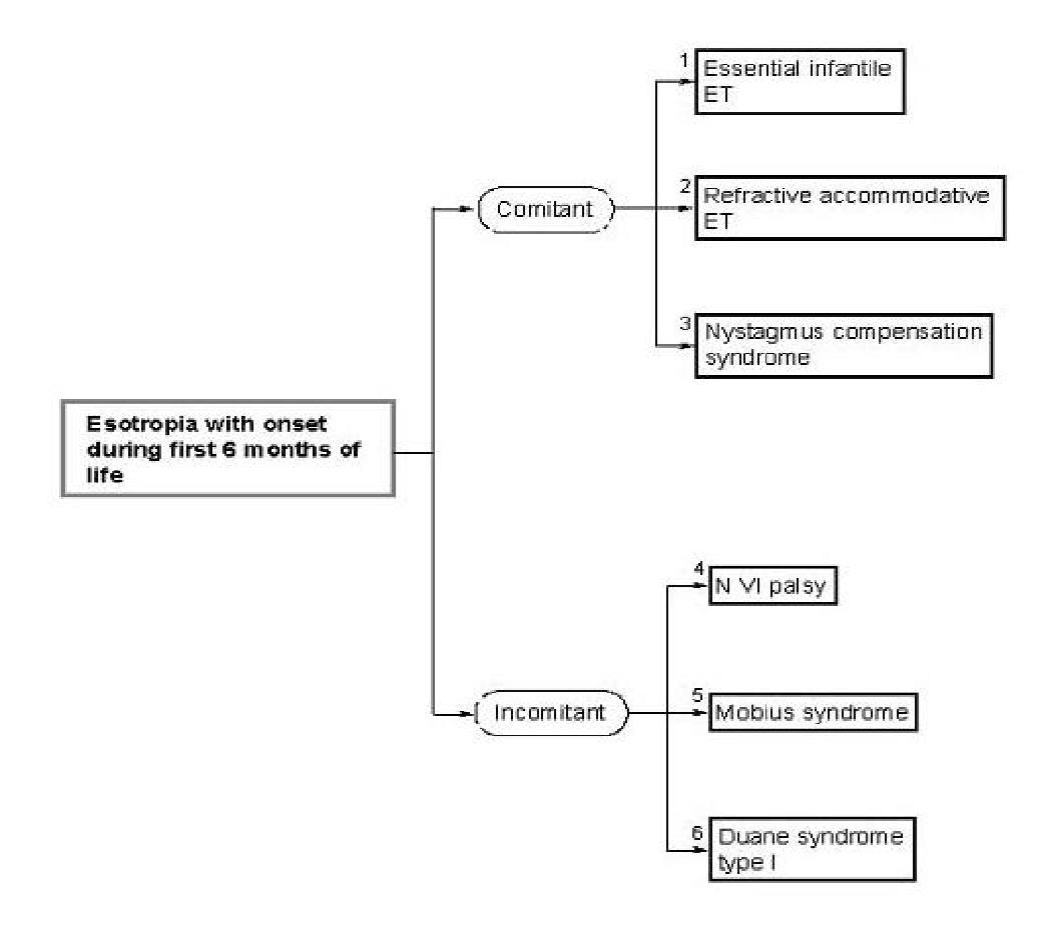 1
Essential infantile
ET
2
Refractive accommodative
ET
Comitant
3
Nystagmus compensation
syndrome
Esotropia with onset
during first 6 months of
life
4
N VI palsy
5
Mobius syndrome
Incomitant
6
Duane syndrome
type I